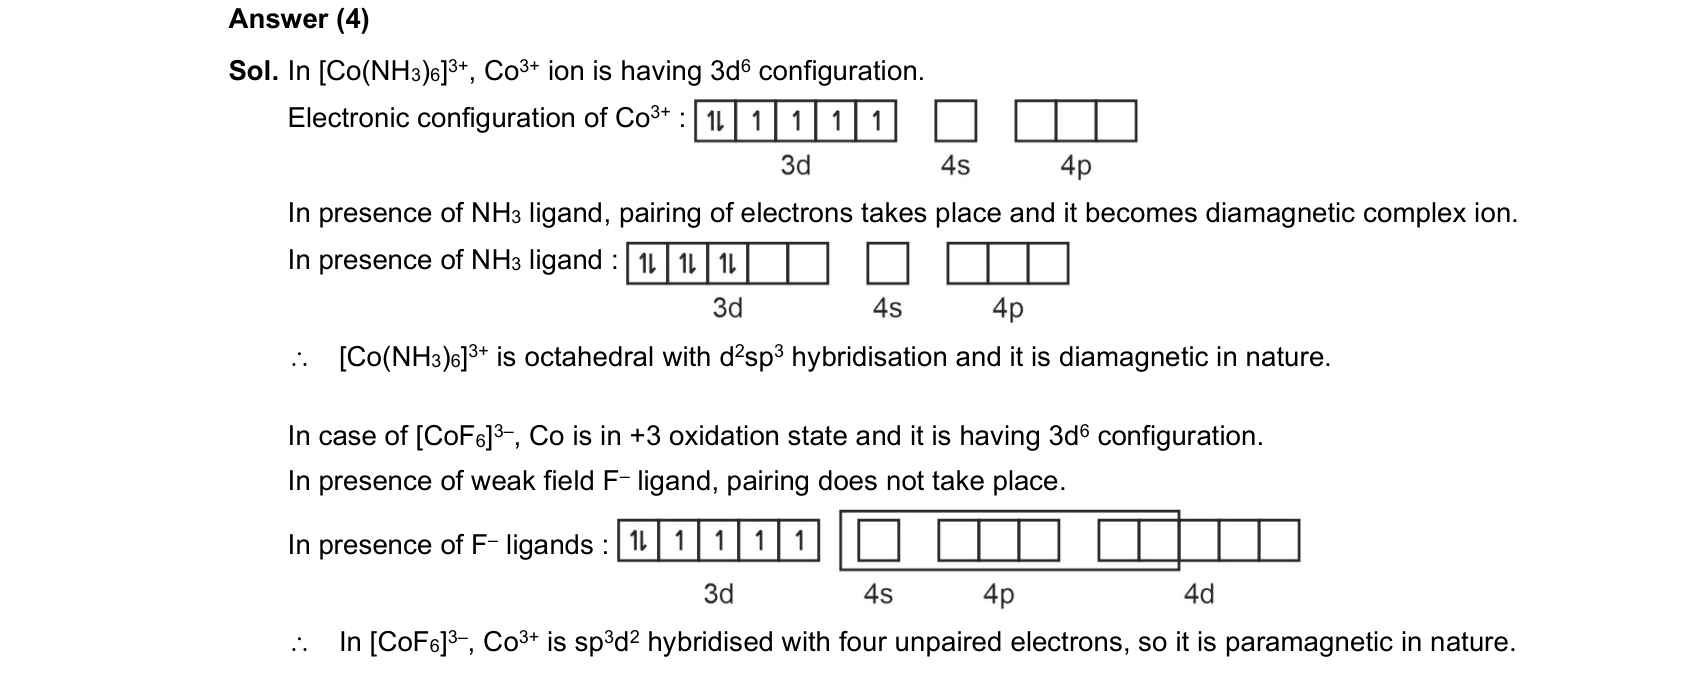 Answer (4)
Sol. In [Co(NH₃)₆]³⁺, Co³⁺ ion is having 3d⁶ configuration.
Electronic configuration of Co³⁺ : ⥮ 1 1 1 1
3d 4s 4p
In presence of NH₃ ligand, pairing of electrons takes place and it becomes diamagnetic complex ion.
In presence of NH₃ ligand : ⥮ ⥮ ⥮
3d 4s 4p
∴ [Co(NH₃)₆]³⁺ is octahedral with d²sp³ hybridisation and it is diamagnetic in nature.
In case of [CoF₆]³⁻, Co is in +3 oxidation state and it is having 3d⁶ configuration.
In presence of weak field F⁻ ligand, pairing does not take place.
In presence of F⁻ ligands : ⥮ 1 1 1 1
3d 4s 4p 4d
∴ In [CoF₆]³⁻, Co³⁺ is sp³d² hybridised with four unpaired electrons, so it is paramagnetic in nature.